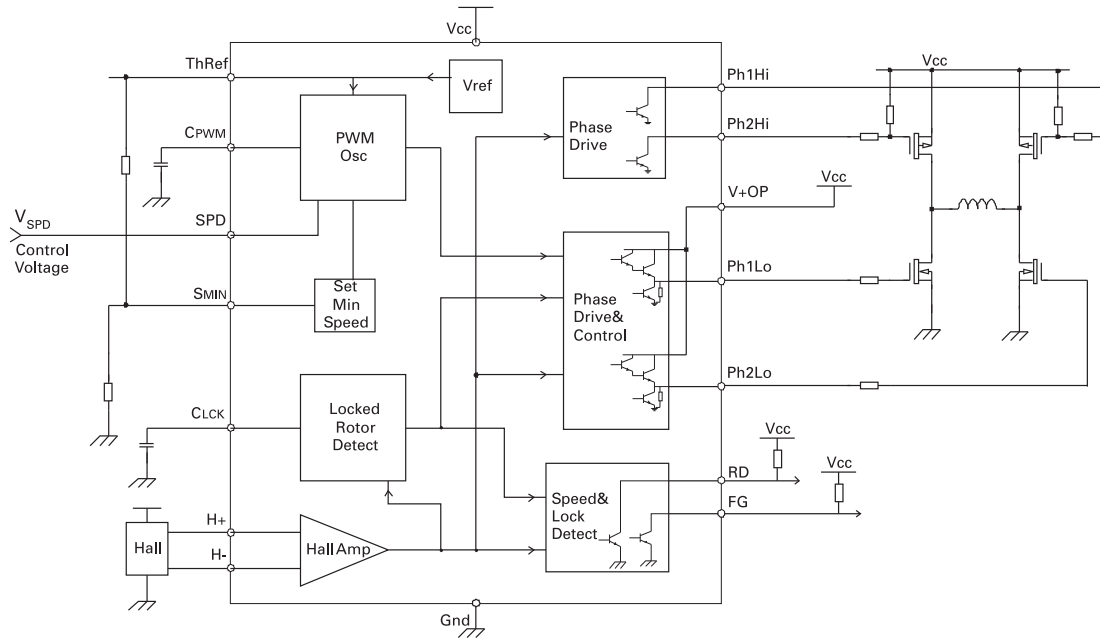 Vcc
ThRef
Vref
Ph1Hi
Vcc
CPWM
PWM
Osc
Phase
Drive
Ph2Hi
V+OP
Vcc
VSPD
SPD
Control
Voltage
SMIN
Set
Min
Speed
Phase
Drive&
Control
Ph1Lo
Ph2Lo
CLCK
Locked
Rotor
Detect
Vcc
RD
Vcc
FG
Speed&
Lock
Detect
H+
Hall
H-
Hall Amp
Gnd